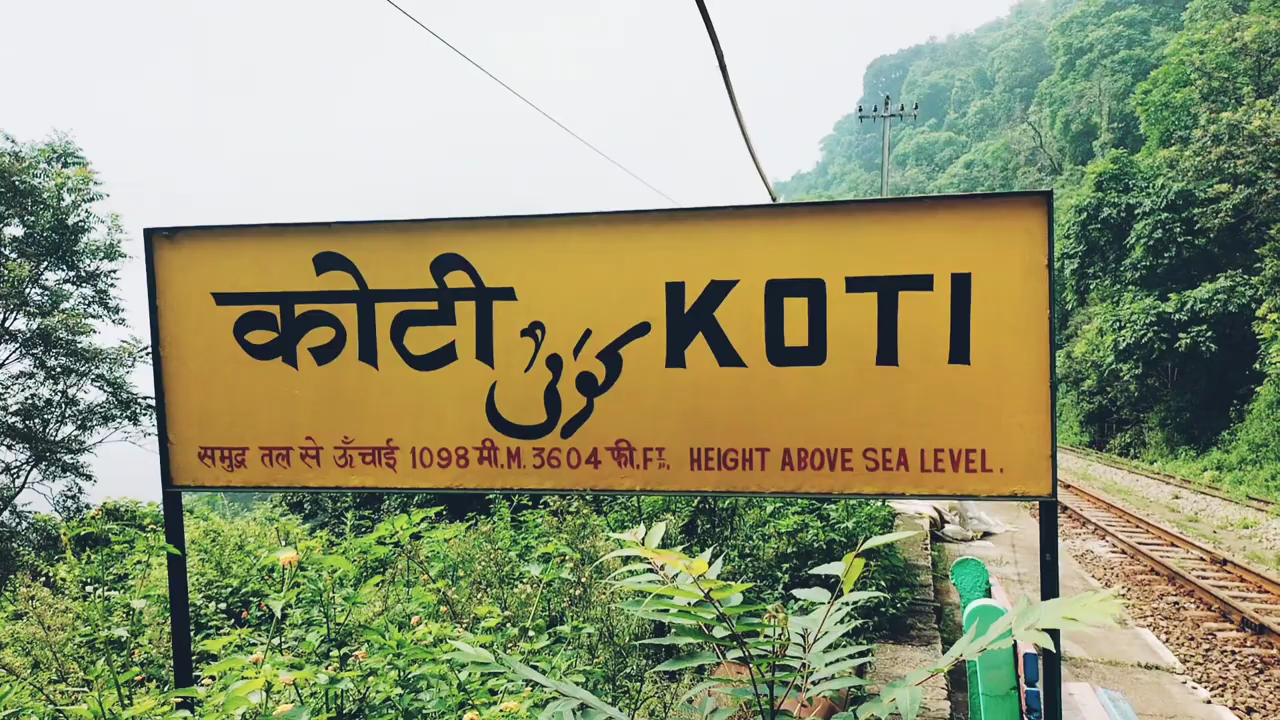 कोटी کوٹی KOTI
समुद्र तल से ऊँचाई 1098 मी.M. 3604 फी.FT. HEIGHT ABOVE SEA LEVEL.